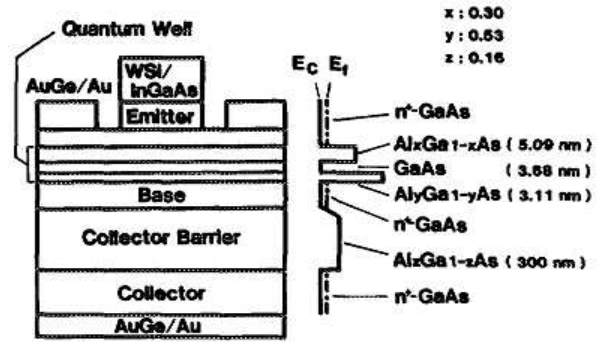 x : 0.30
y : 0.53
z : 0.16
Quantum Well
AuGe/Au
WSi/
InGaAs
Emitter
Base
Collector Barrier
Collector
AuGe/Au
EC Ef
n+-GaAs
AlxGa1-xAs ( 5.09 nm)
GaAs ( 3.68 nm)
AlyGa1-yAs ( 3.11 nm)
n+-GaAs
AlzGa1-zAs ( 300 nm)
n+-GaAs